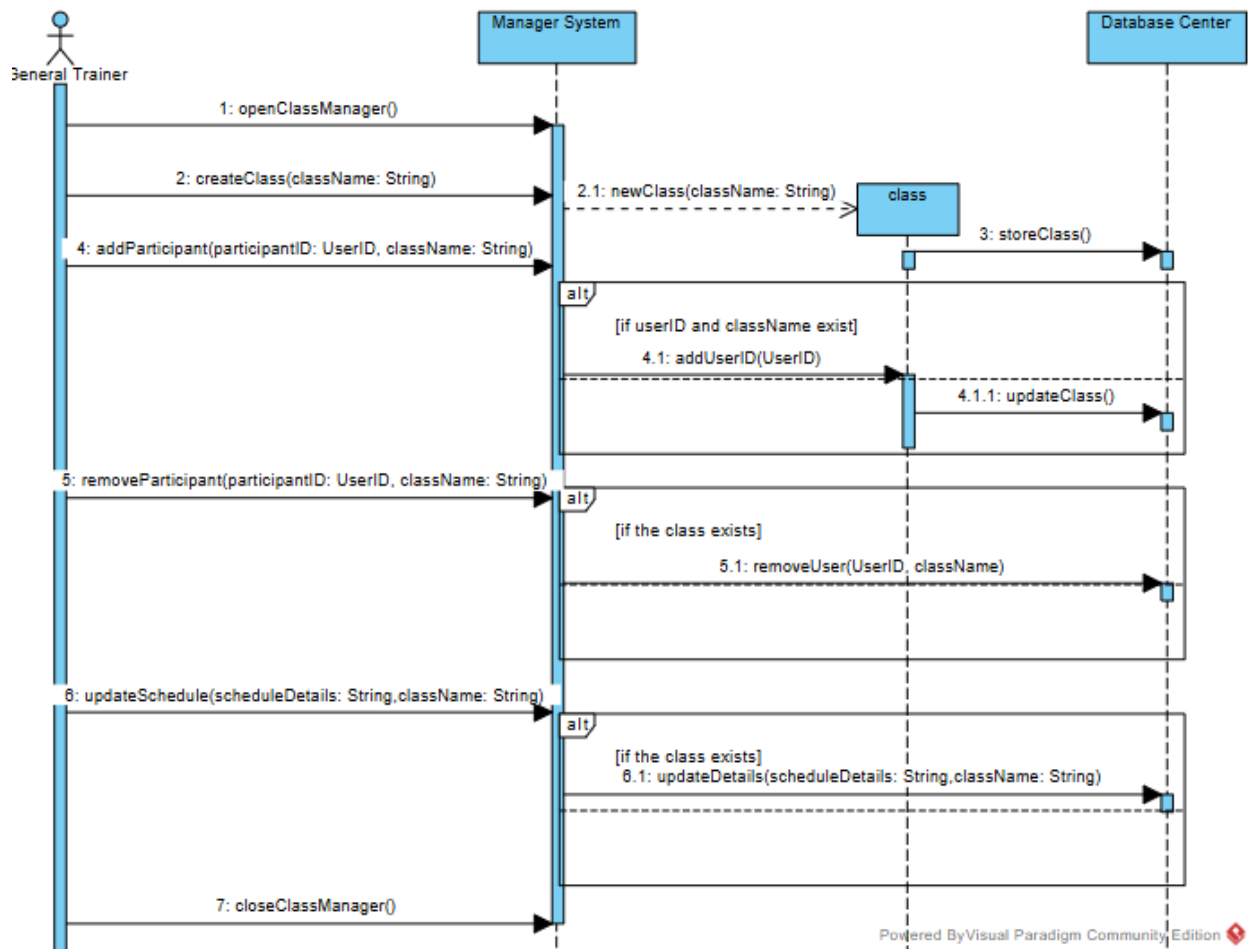 Manager System
Database Center
General Trainer
1: openClassManager()
2: createClass(className: String)
2.1: newClass(className: String)
class
3: storeClass()
4: addParticipant(participantID: UserID, className: String)
alt
[if userID and className exist]
4.1: addUserID(UserID)
4.1.1: updateClass()
5: removeParticipant(participantID: UserID, className: String)
alt
[if the class exists]
5.1: removeUser(UserID, className)
6: updateSchedule(scheduleDetails: String,className: String)
alt
[if the class exists]
6.1: updateDetails(scheduleDetails: String,className: String)
7: closeClassManager()
Powered ByVisual Paradigm Community Edition